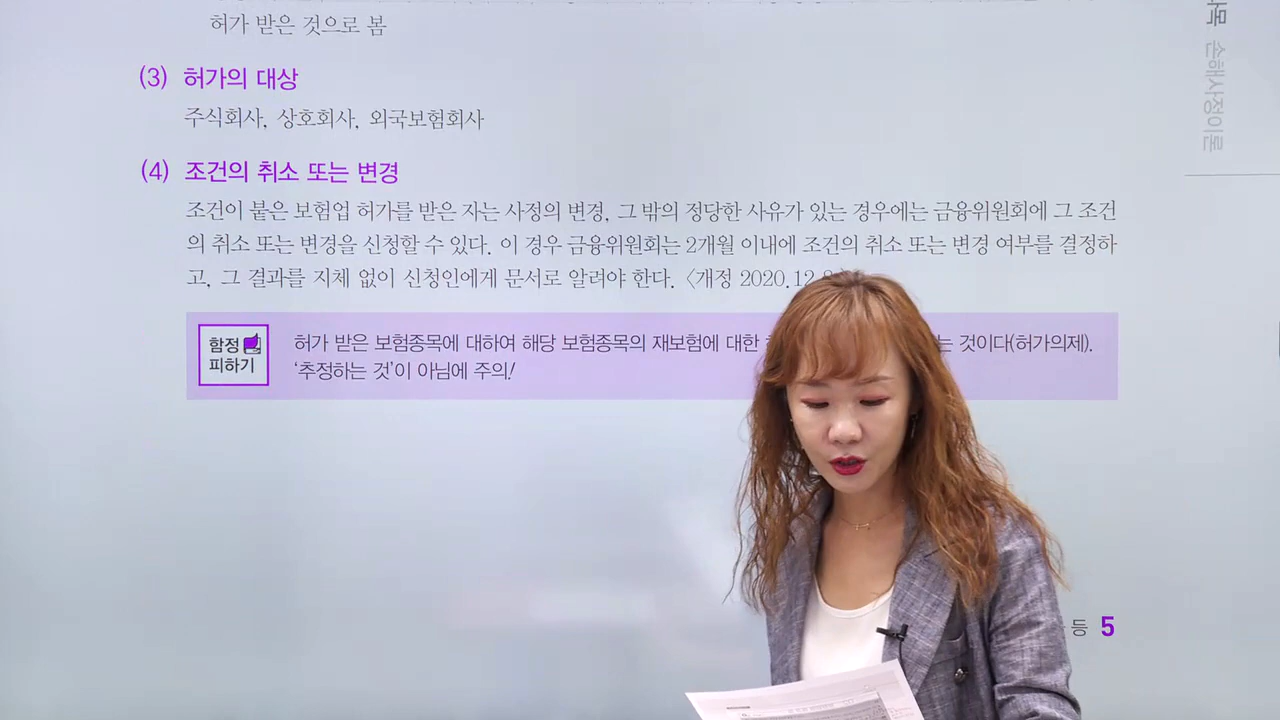 허가 받은 것으로 봄
(3) 허가의 대상
주식회사, 상호회사, 외국보험회사
(4) 조건의 취소 또는 변경
조건이 붙은 보험업 허가를 받은 자는 사정의 변경, 그 밖의 정당한 사유가 있는 경우에는 금융위원회에 그 조건
의 취소 또는 변경을 신청할 수 있다. 이 경우 금융위원회는 2개월 이내에 조건의 취소 또는 변경 여부를 결정하
고, 그 결과를 지체 없이 신청인에게 문서로 알려야 한다. 〈개정 2020.12
함정
피하기
허가 받은 보험종목에 대하여 해당 보험종목의 재보험에 대한 는 것이다(허가의제).
‘추정하는 것’이 아님에 주의!
손해사정이론
등 5